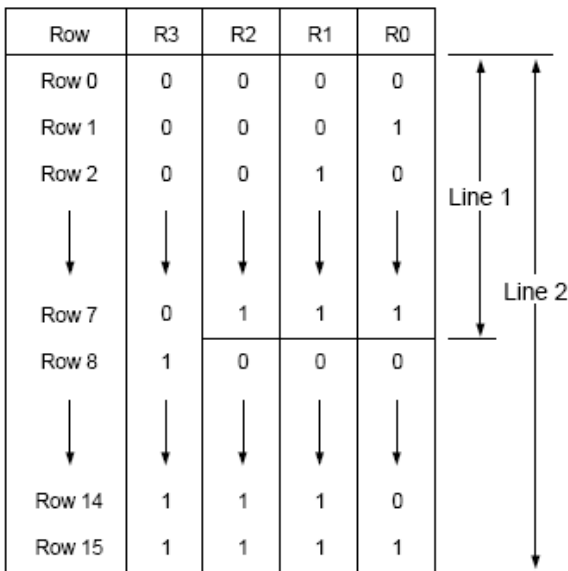 Row R3 R2 R1 R0
Row 0 0 0 0 0
Row 1 0 0 0 1
Row 2 0 0 1 0
Line 1
Line 2
Row 7 0 1 1 1
Row 8 1 0 0 0
Row 14 1 1 1 0
Row 15 1 1 1 1